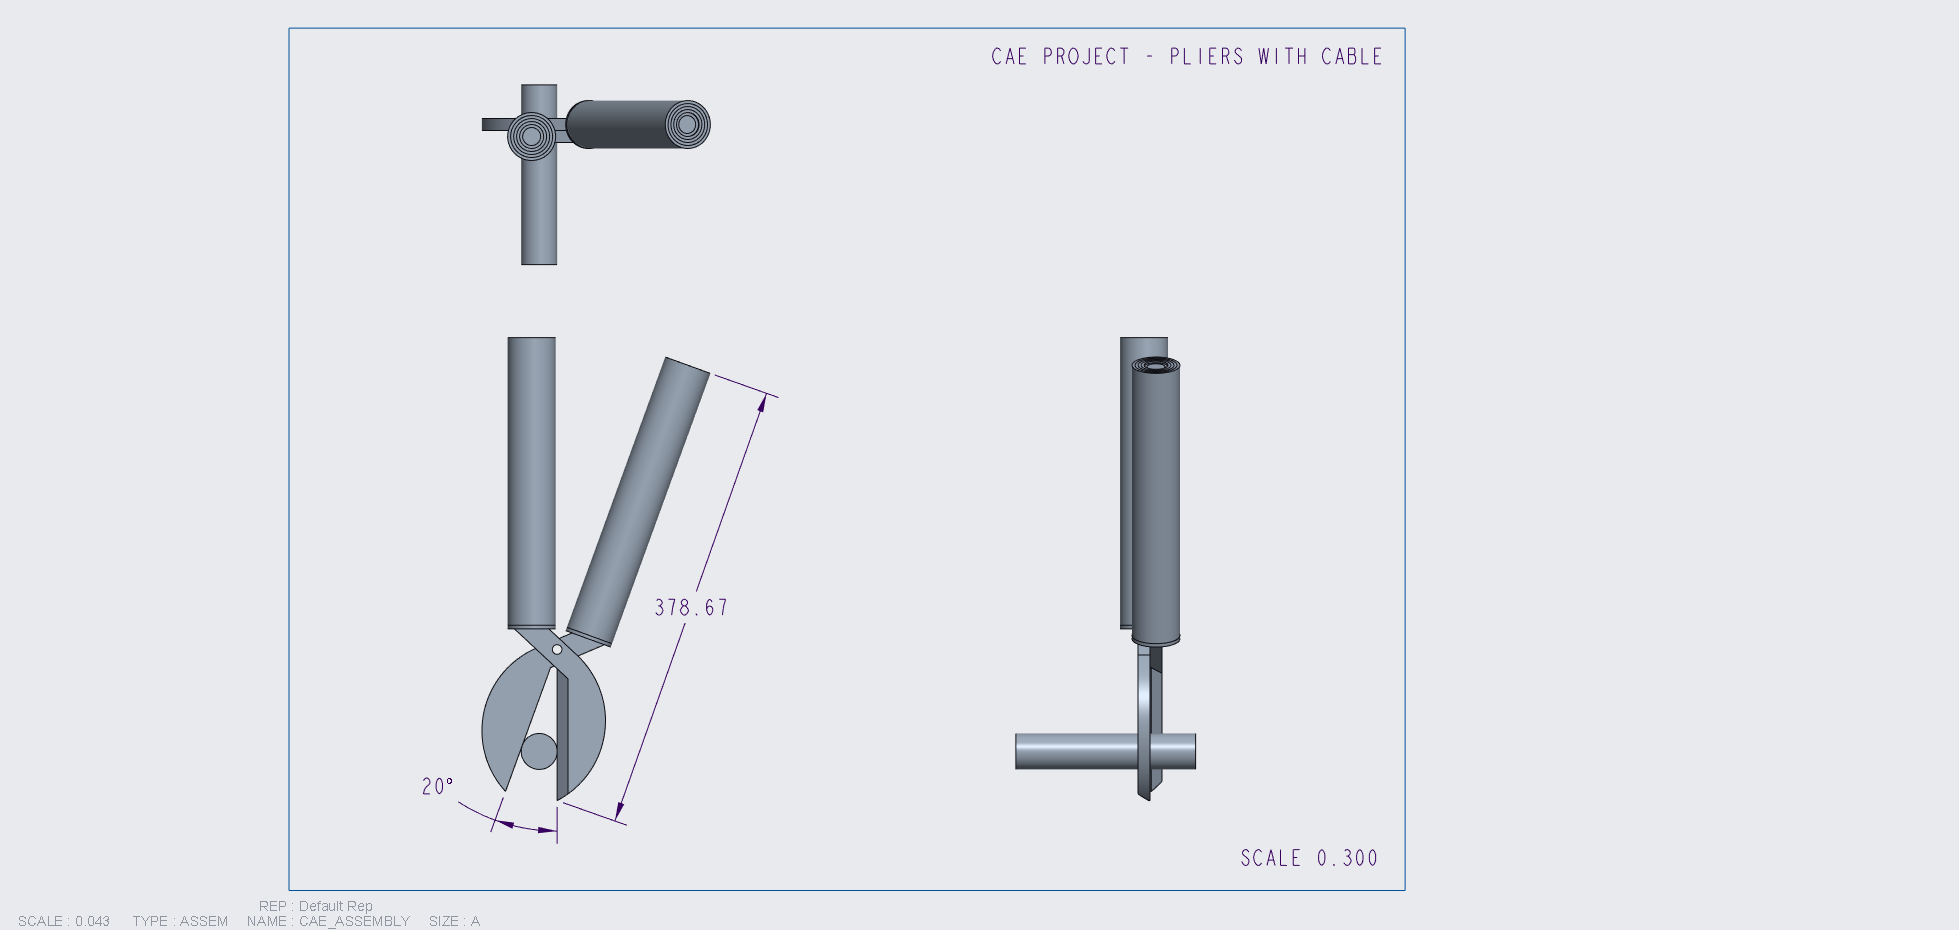 CAE PROJECT - PLIERS WITH CABLE
378.67
20°
SCALE 0.300
REP : Default Rep
SCALE : 0.043 TYPE : ASSEM NAME : CAE_ASSEMBLY SIZE : A